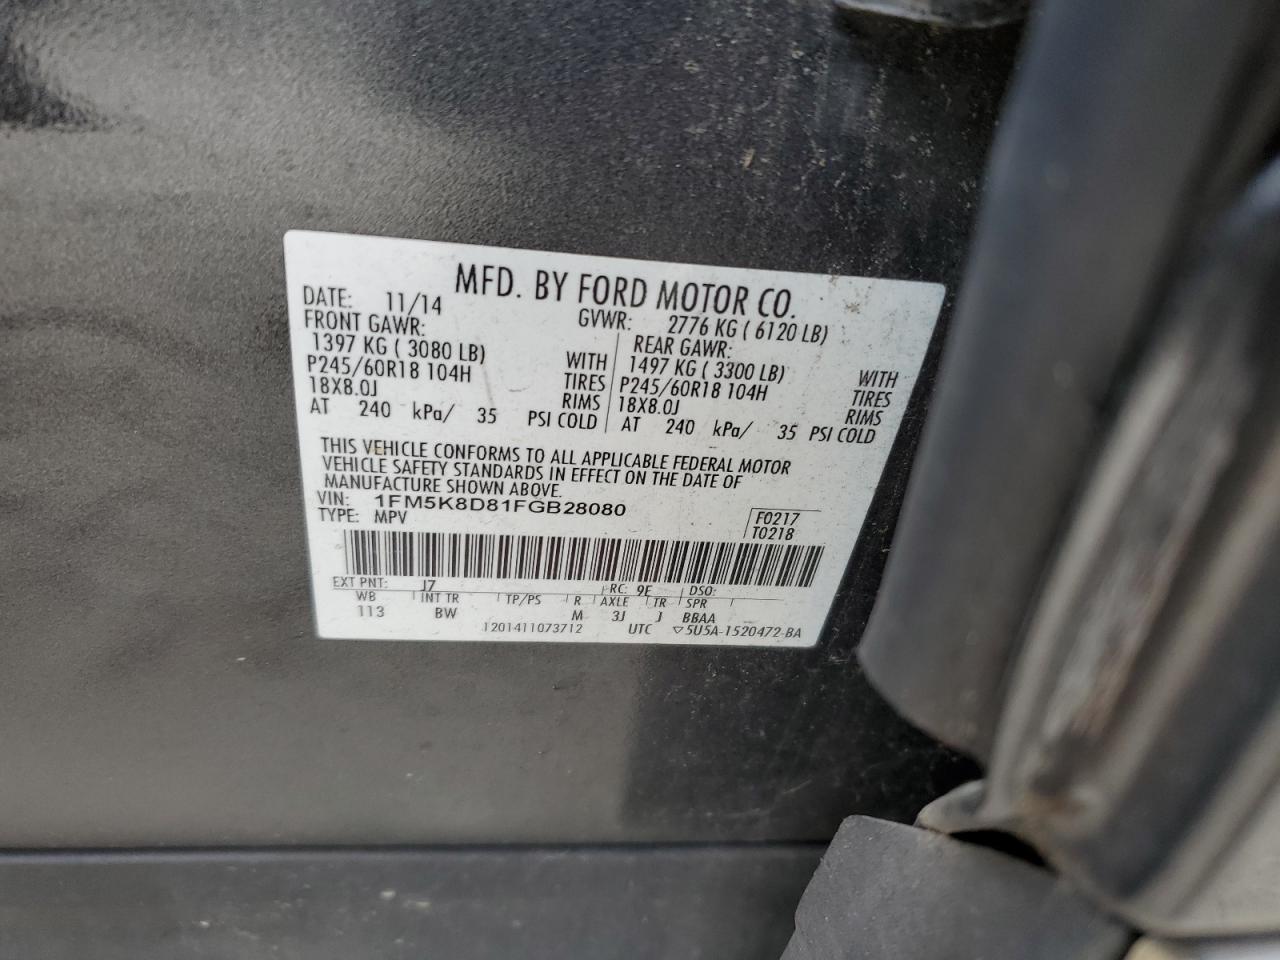 MFD. BY FORD MOTOR CO.
DATE: 11/14 GVWR: 2776 KG ( 6120 LB)
FRONT GAWR: REAR GAWR:
1397 KG ( 3080 LB) WITH 1497 KG ( 3300 LB) WITH
P245/60R18 104H TIRES P245/60R18 104H TIRES
18X8.0J RIMS 18X8.0J RIMS
AT 240 kPa/ 35 PSI COLD AT 240 kPa/ 35 PSI COLD
THIS VEHICLE CONFORMS TO ALL APPLICABLE FEDERAL MOTOR
VEHICLE SAFETY STANDARDS IN EFFECT ON THE DATE OF
MANUFACTURE SHOWN ABOVE.
VIN: 1FM5K8D81FGB28080 F0217
TYPE: MPV T0218
EXT PNT: J7 RC: 9E DSO:
WB INT TR TP/PS R AXLE TR SPR
113 BW M 3J J BBAA
1201411073712 UTC ▽5U5A-1520472-BA